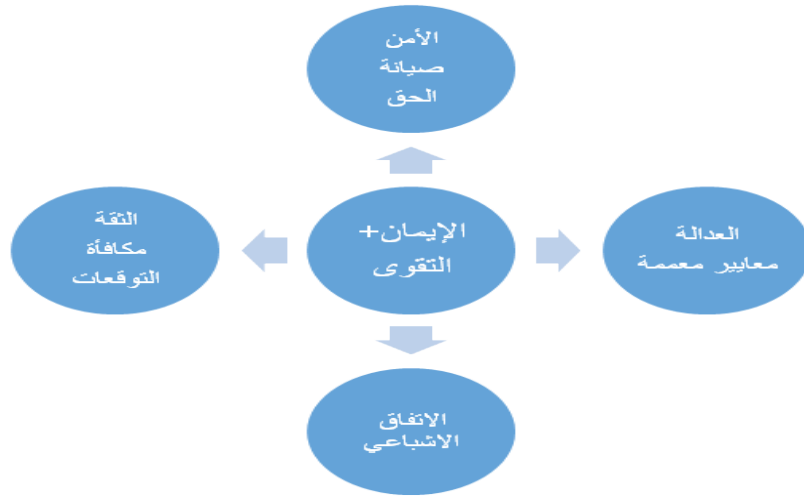 الأمن
صيانة
الحق
الإيمان+
التقوى
العدالة
معايير معممة
الثقة
مكافأة
التوقعات
الاتفاق
الاشباعي